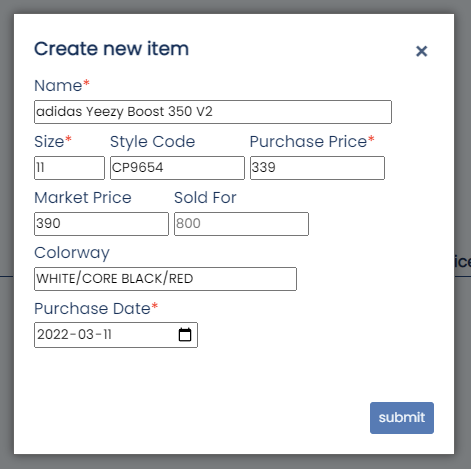 Create new item ×
Name*
adidas Yeezy Boost 350 V2
Size* Style Code Purchase Price*
11 CP9654 339
Market Price Sold For
390 800
Colorway
WHITE/CORE BLACK/RED
Purchase Date*
2022-03-11
submit